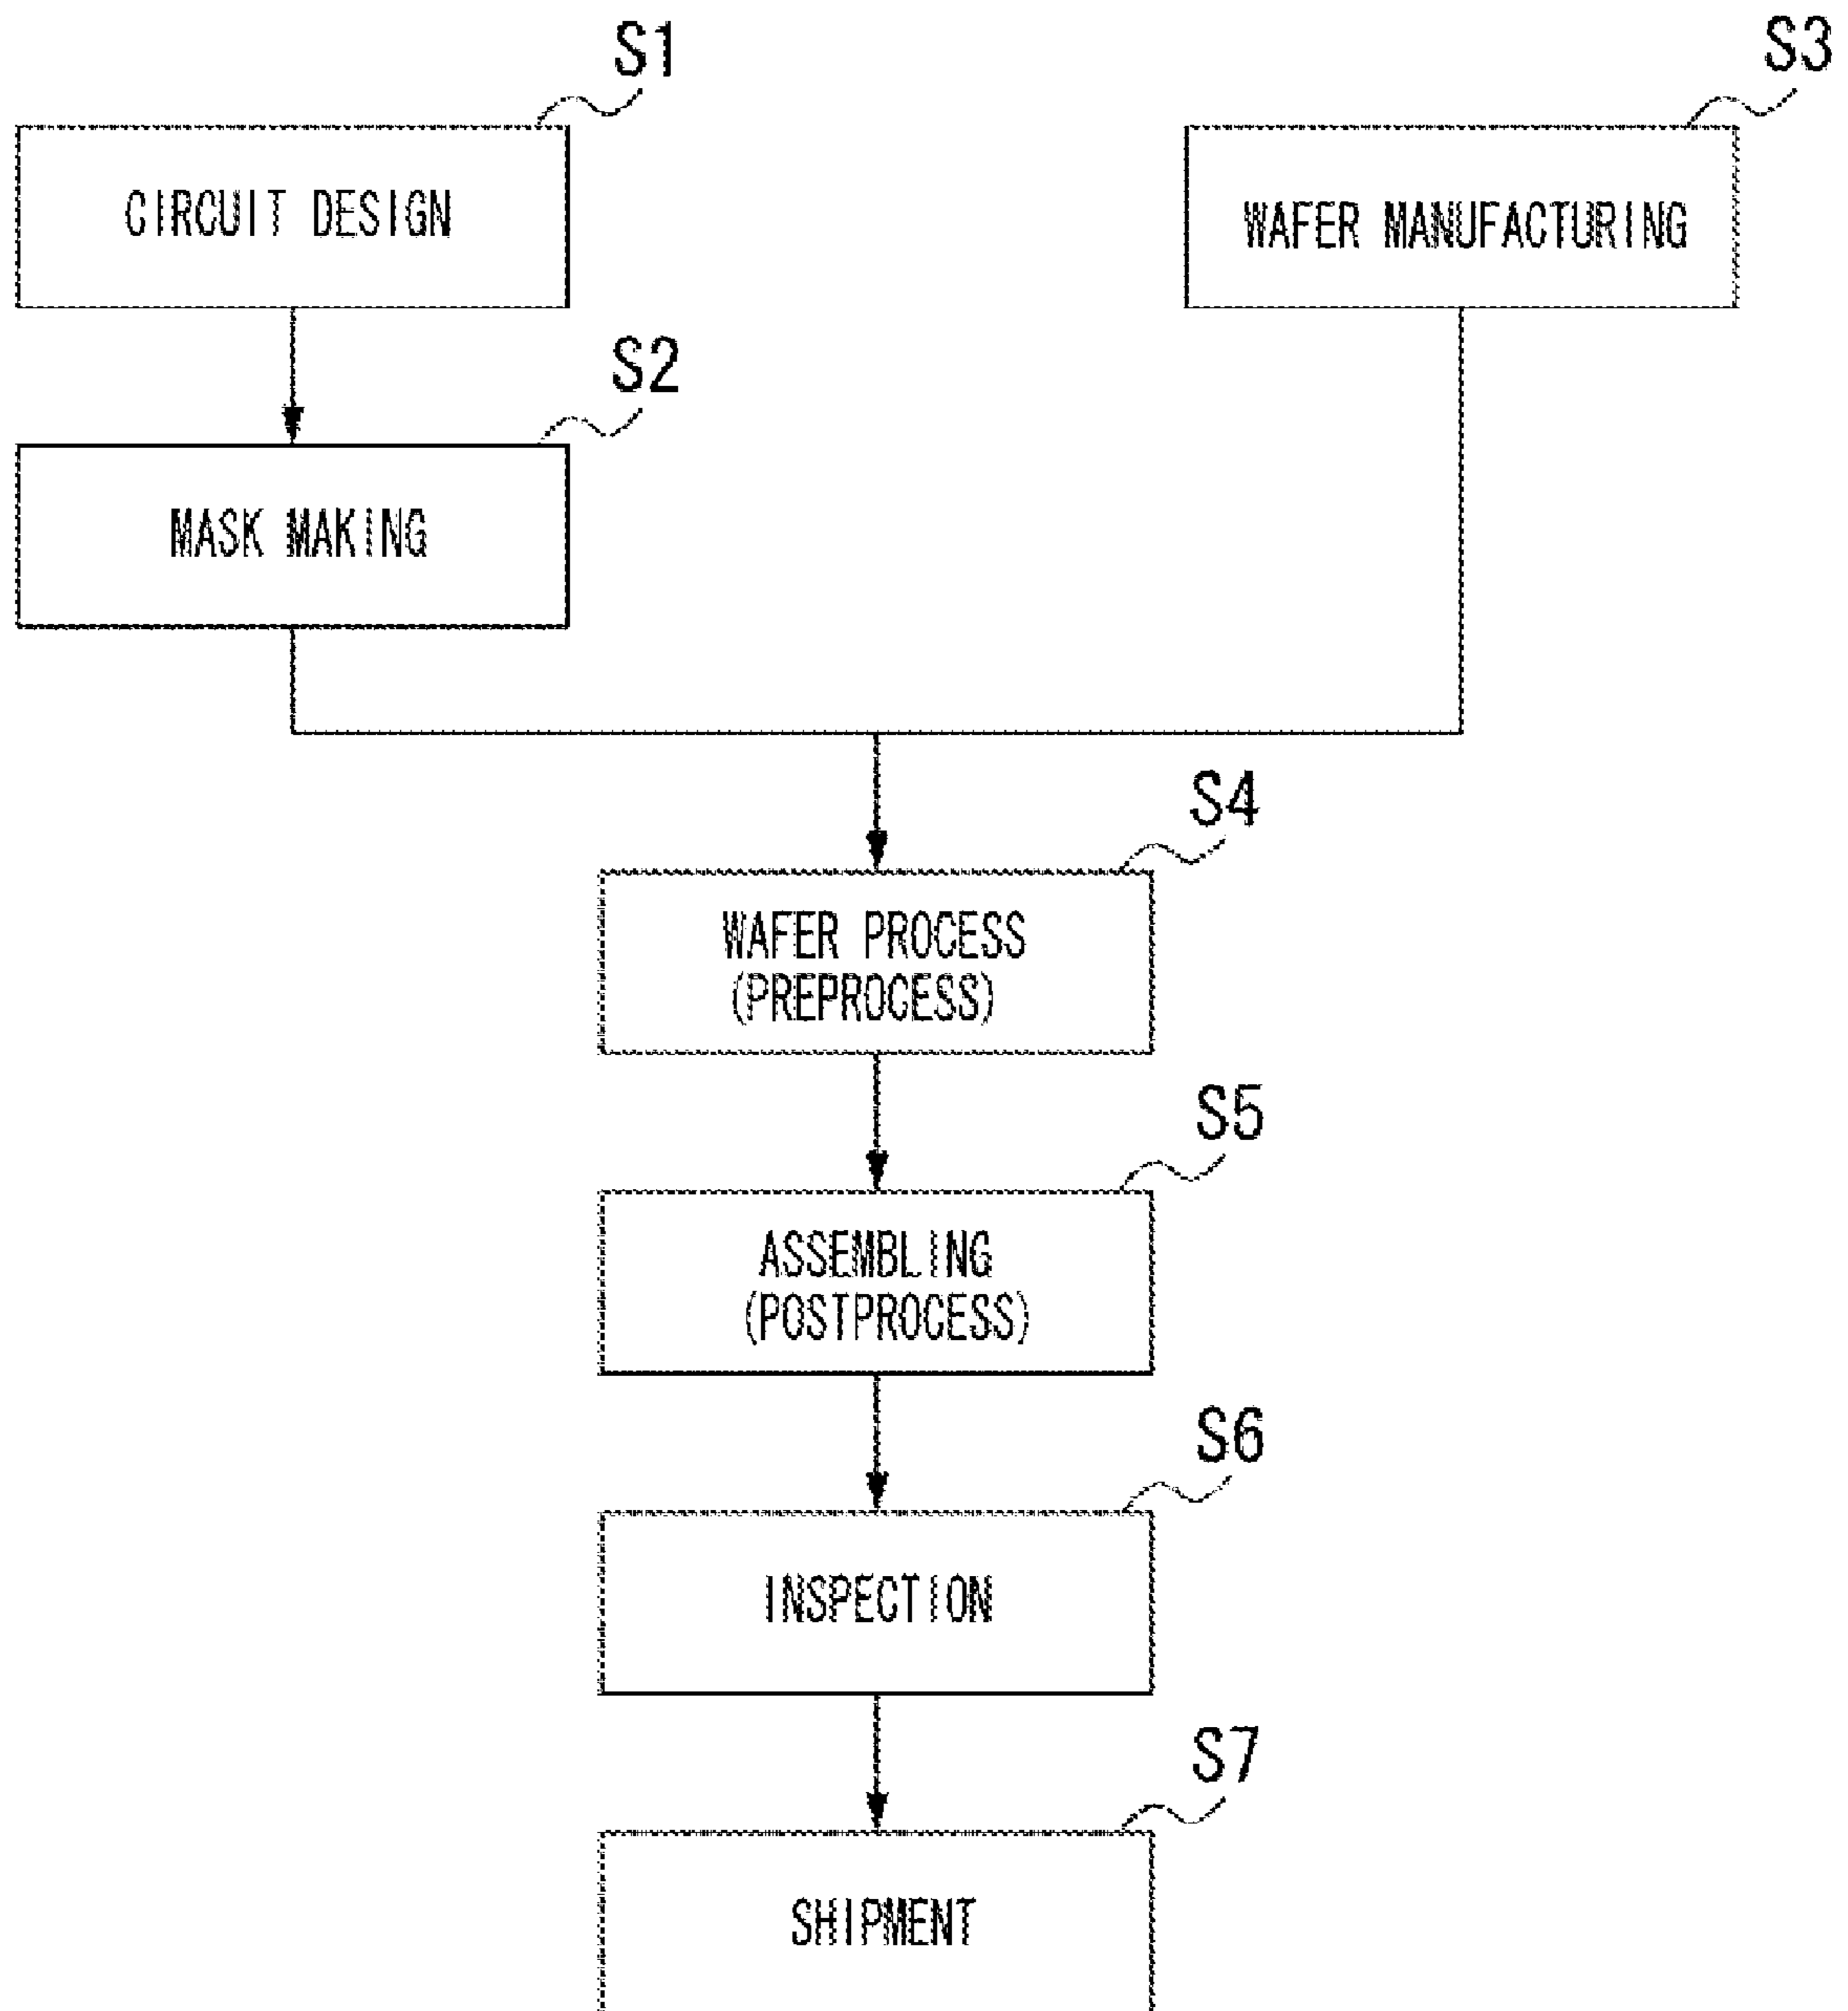 S1
CIRCUIT DESIGN
S3
WAFER MANUFACTURING
S2
MASK MAKING
S4
WAFER PROCESS
(PREPROCESS)
S5
ASSEMBLING
(POSTPROCESS)
S6
INSPECTION
S7
SHIPMENT